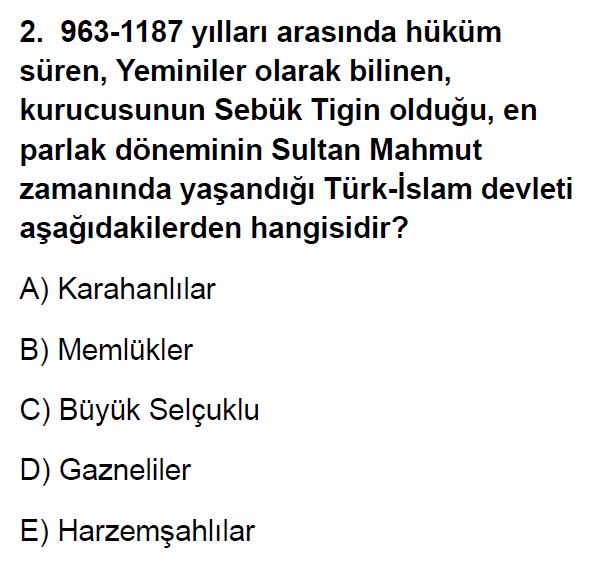 2. 963-1187 yılları arasında hüküm
süren, Yeminiler olarak bilinen,
kurucusunun Sebük Tigin olduğu, en
parlak döneminin Sultan Mahmut
zamanında yaşandığı Türk-İslam devleti
aşağıdakilerden hangisidir?
A) Karahanlılar
B) Memlükler
C) Büyük Selçuklu
D) Gazneliler
E) Harzemşahlılar